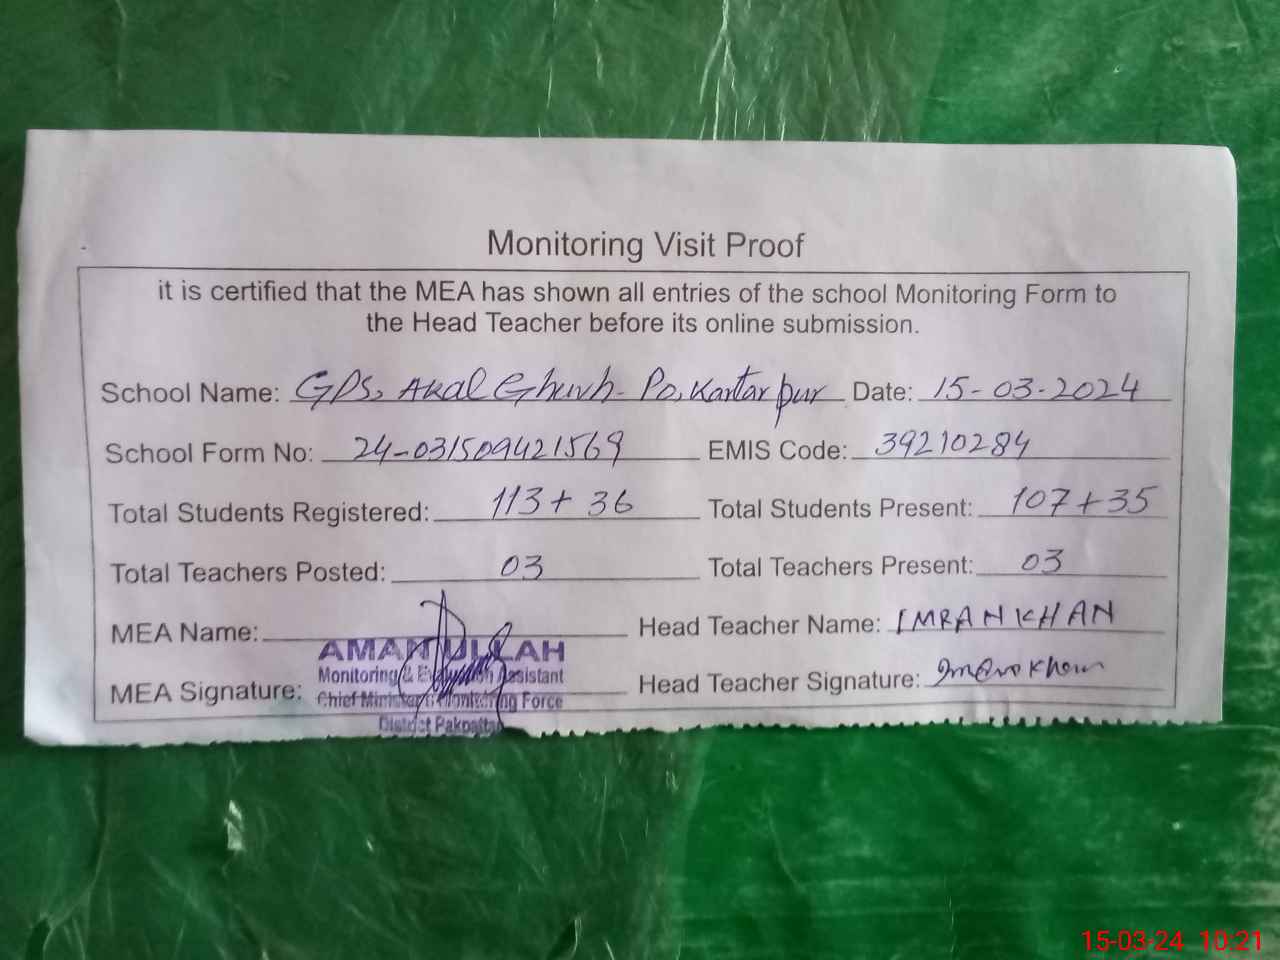 Monitoring Visit Proof
it is certified that the MEA has shown all entries of the school Monitoring Form to
the Head Teacher before its online submission.
School Name: GPS, AKal Ghurh- Po, Kartar pur Date: 15-03-2024
School Form No: 24-031509421569 EMIS Code: 39210284
Total Students Registered: 113+36 Total Students Present: 107+35
Total Teachers Posted: 03 Total Teachers Present: 03
MEA Name: Head Teacher Name: IMRAN KHAN
AMAN ULLAH
Monitoring & Evaluation Assistant
MEA Signature: Head Teacher Signature: Imran Khan
Chief Minister's Monitoring Force
District Pakpattan
15-03-24 10:21